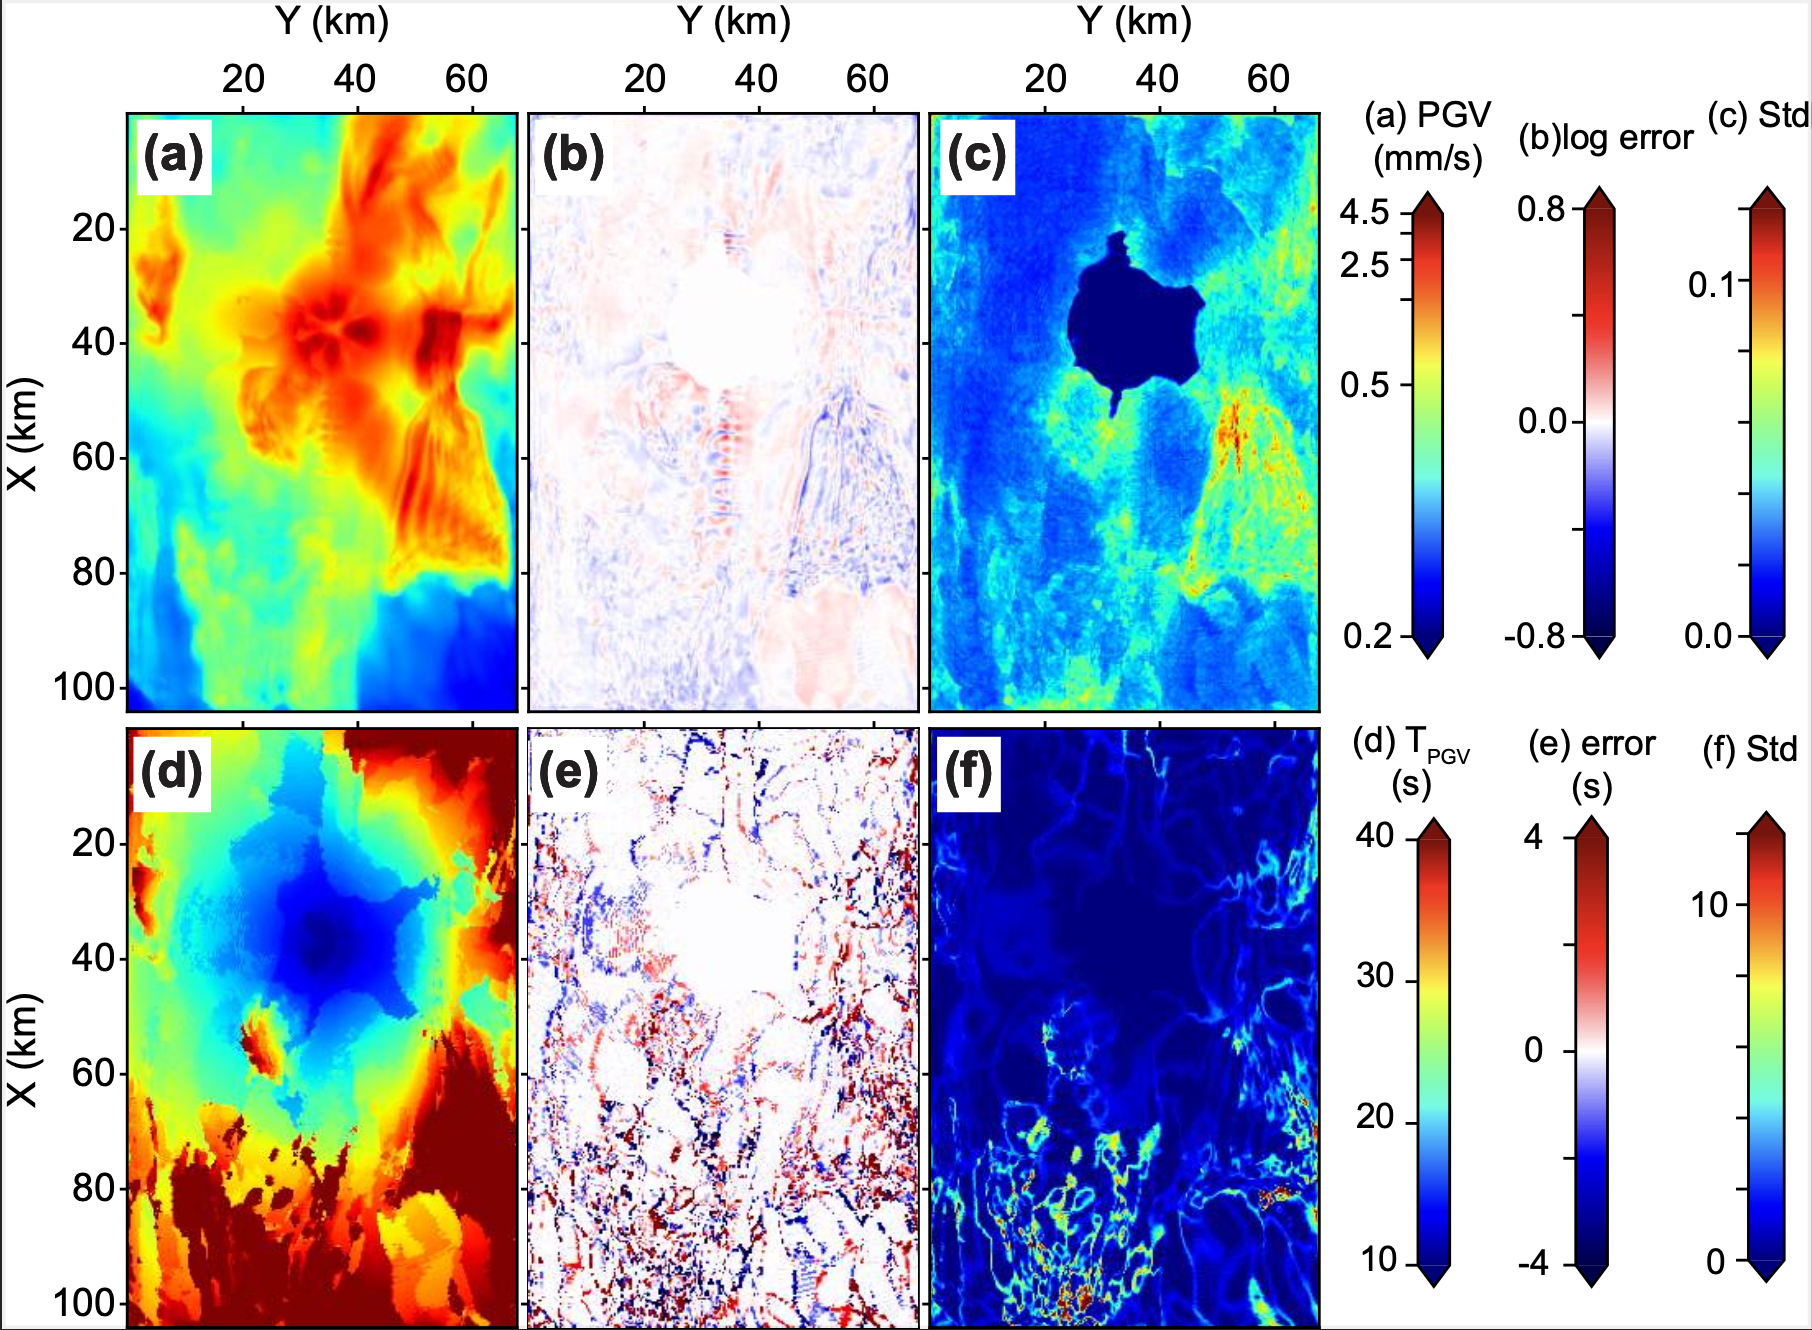 Y (km)
Y (km)
Y (km)
20 40 60
20 40 60
20 40 60
(a)
(b)
(c)
X (km)
20
40
60
80
100
(a) PGV
(mm/s)
4.5
2.5
0.5
0.2
(b)log error
0.8
0.0
-0.8
(c) Std
0.1
0.0
(d)
(e)
(f)
X (km)
20
40
60
80
100
(d) TPGV
(s)
40
30
20
10
(e) error
(s)
4
0
-4
(f) Std
10
0